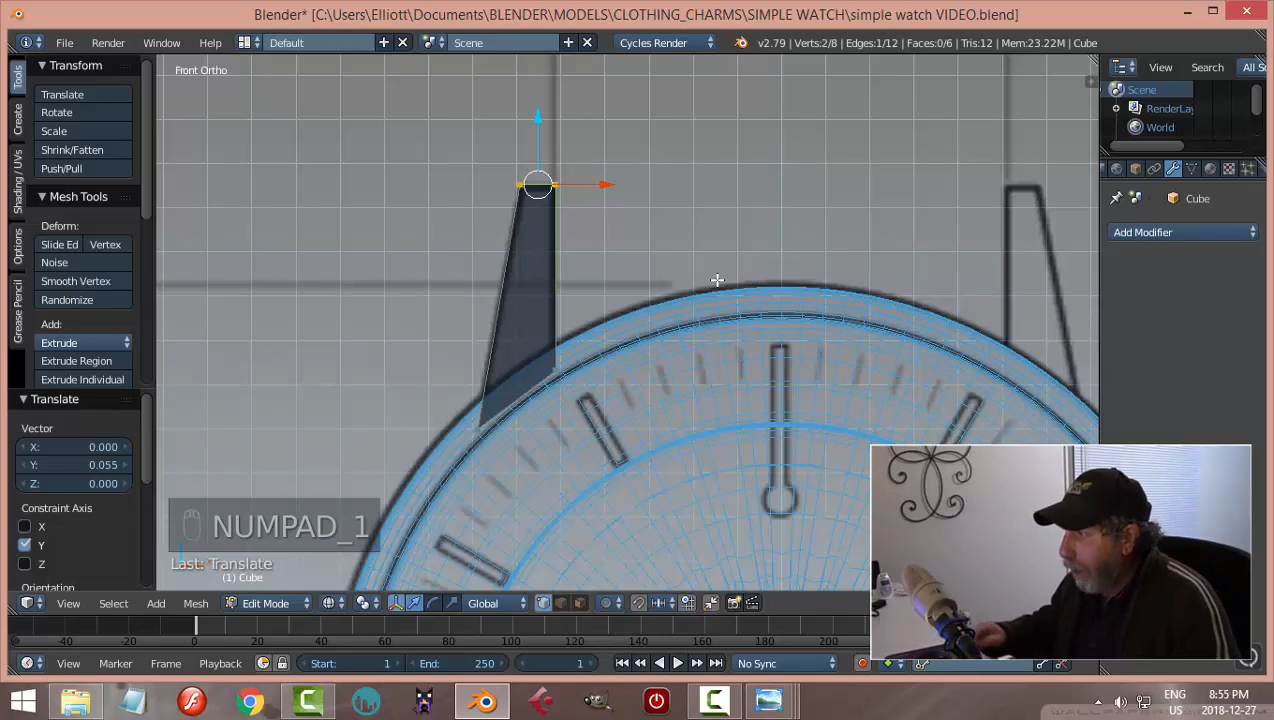 Blender* [C:\Users\Elliott\Documents\BLENDER\MODELS\CLOTHING_CHARMS\SIMPLE WATCH\simple watch VIDEO.blend]
File Render Window Help Default Scene Cycles Render v2.79 | Verts:2/8 | Edges:1/12 | Faces:0/6 | Tris:12 | Mem:23.22M | Cube
Transform
Front Ortho
View Search All S
Tools
Create
Shading / UVs
Options
Grease Pencil
Translate
Rotate
Scale
Shrink/Fatten
Push/Pull
Mesh Tools
Deform:
Slide Ed Vertex
Noise
Smooth Vertex
Randomize
Add:
Extrude
Extrude Region
Extrude Individual
Translate
Vector
X: 0.000
Y: 0.055
Z: 0.000
Constraint Axis
X
Y
Z
Orientation
Scene
RenderLay
World
Cube
Add Modifier
NUMPAD_1
Last: Translate
(1) Cube
View Select Add Mesh Edit Mode Global
-40 -20 0 20 40 60 80 100 120 140 160 180 200
View Marker Frame Playback Start: 1 End: 250 1 No Sync
ENG 8:55 PM
US 2018-12-27